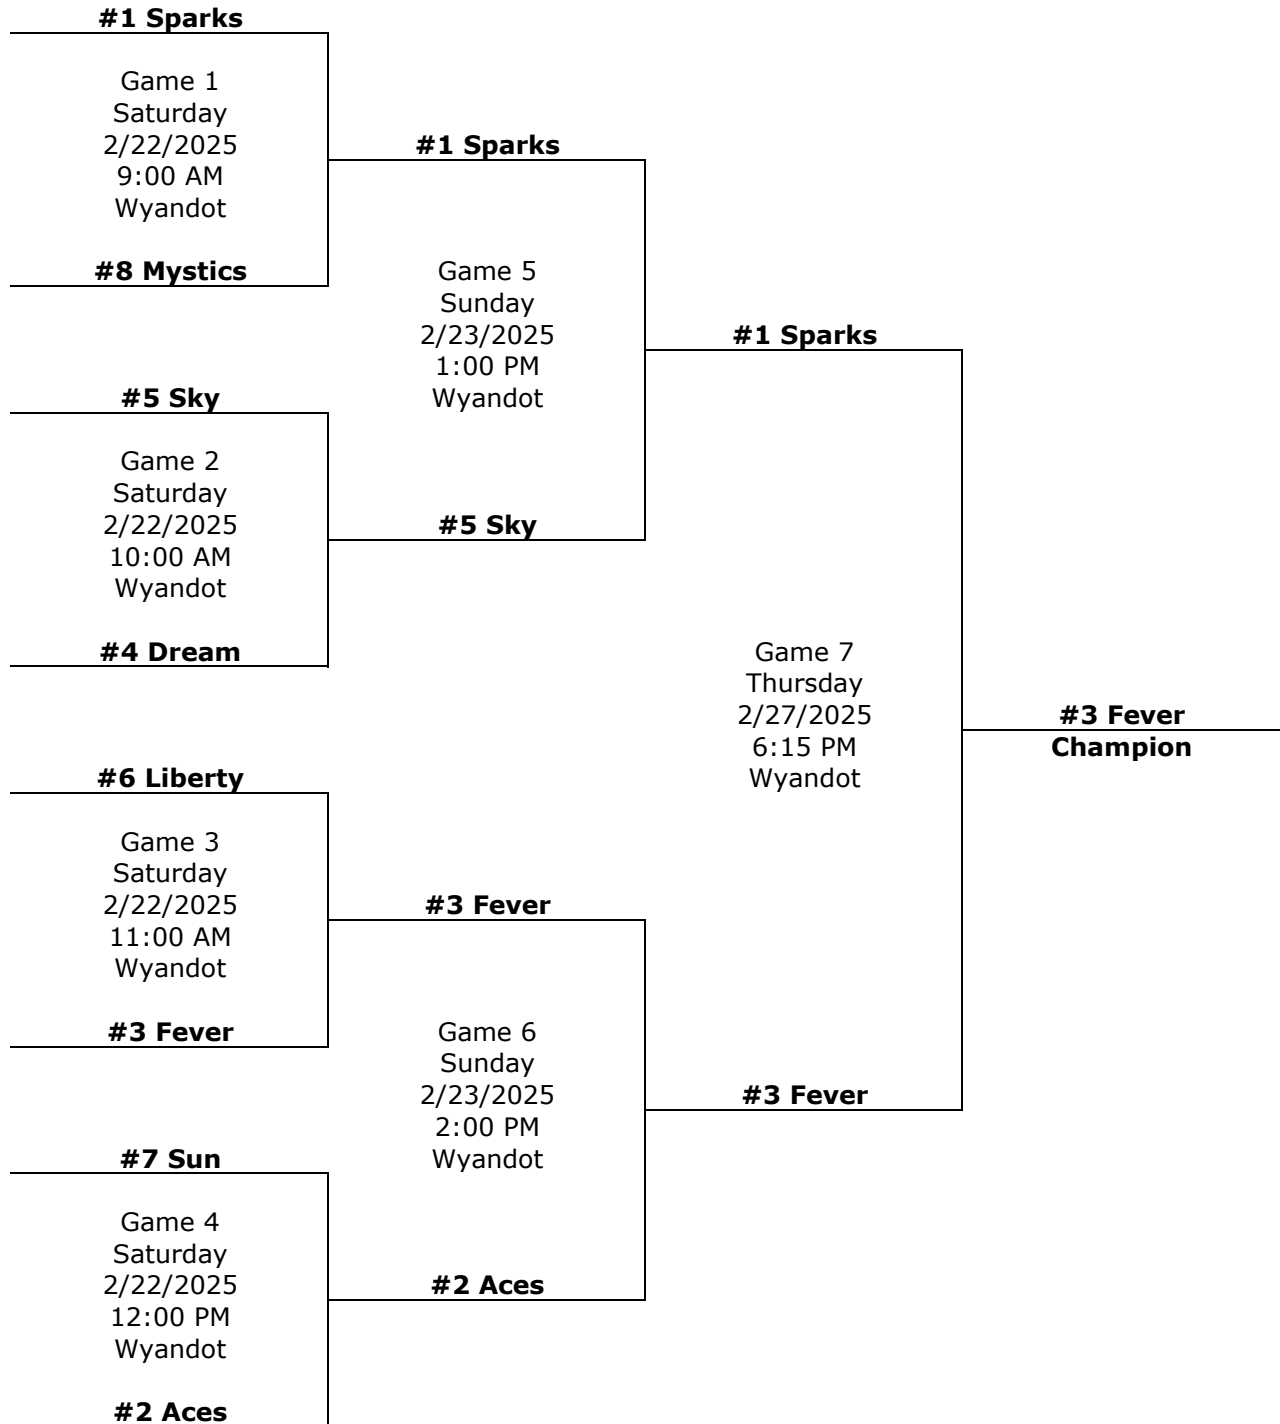 #1 Sparks
Game 1
Saturday
2/22/2025
9:00 AM
Wyandot
#8 Mystics
#5 Sky
Game 2
Saturday
2/22/2025
10:00 AM
Wyandot
#4 Dream
#6 Liberty
Game 3
Saturday
2/22/2025
11:00 AM
Wyandot
#3 Fever
#7 Sun
Game 4
Saturday
2/22/2025
12:00 PM
Wyandot
#2 Aces
#1 Sparks
Game 5
Sunday
2/23/2025
1:00 PM
Wyandot
#5 Sky
#3 Fever
Game 6
Sunday
2/23/2025
2:00 PM
Wyandot
#2 Aces
#1 Sparks
Game 7
Thursday
2/27/2025
6:15 PM
Wyandot
#3 Fever
#3 Fever
Champion